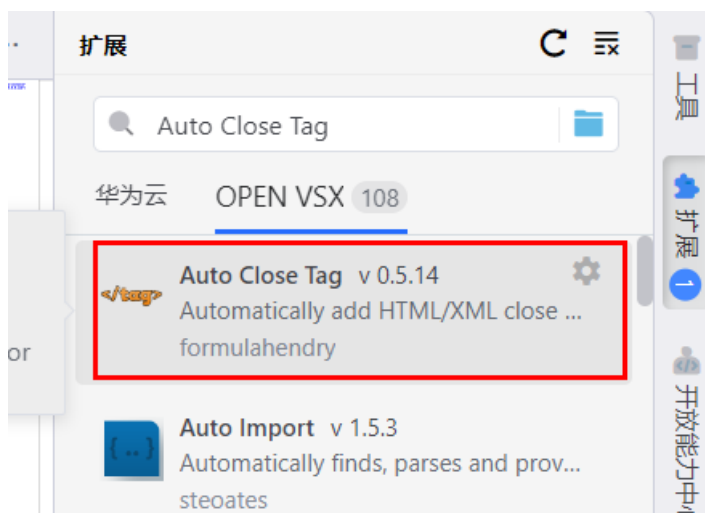 扩展
Auto Close Tag
华为云
OPEN VSX 108
</tag>
Auto Close Tag v 0.5.14
Automatically add HTML/XML close ...
formulahendry
or
{..}
Auto Import v 1.5.3
Automatically finds, parses and prov...
steoates
工具
扩展 1
开放能力中心